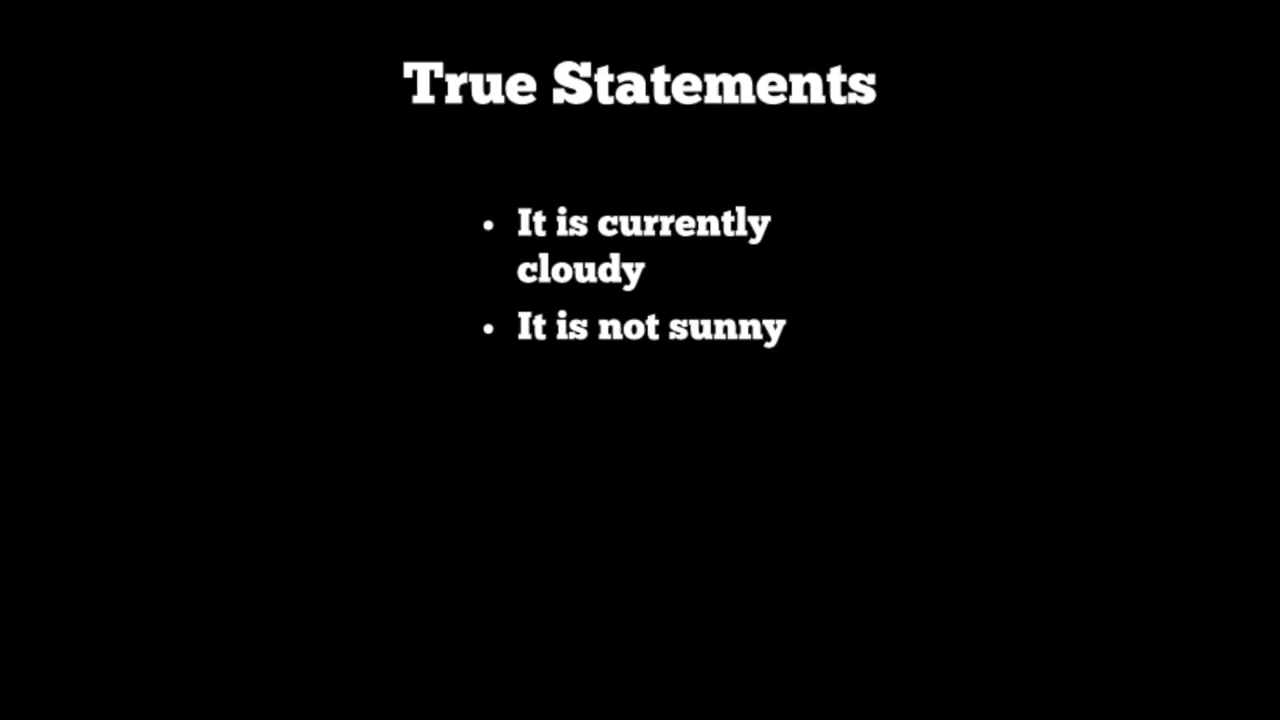 True Statements
• It is currently
cloudy
• It is not sunny